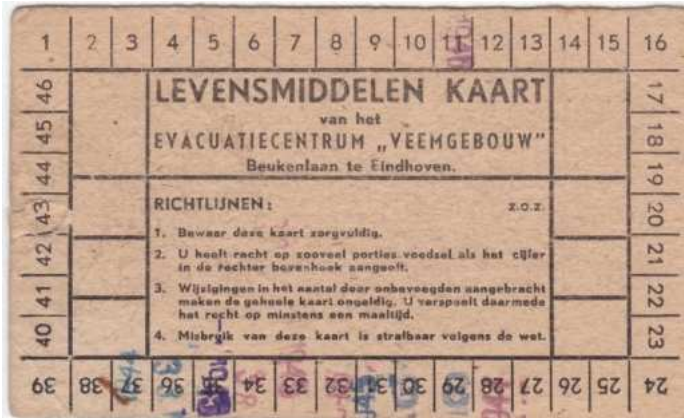 1 2 3 4 5 6 7 8 9 10 11 12 13 14 15 16
LEVENSMIDDELEN KAART
van het
EVACUATIECENTRUM „VEEMGEBOUW"
Beukenlaan te Eindhoven.
RICHTLIJNEN: z.o.z.
1. Bewaar deze kaart zorgvuldig.
2. U heeft recht op zooveel porties voedsel als het cijfer
in de rechter bovenhoek aangeeft.
3. Wijzigingen in het aantal door onbevoegden aangebracht
maken de geheele kaart ongeldig. U verspeelt daarmede
het recht op minstens een maaltijd.
4. Misbruik van deze kaart is strafbaar volgens de wet.
17
18
19
20
21
22
23
24 25 26 27 28 29 30 31 32 33 34 35 36 37 38 39
40
41
42
43
44
45
46